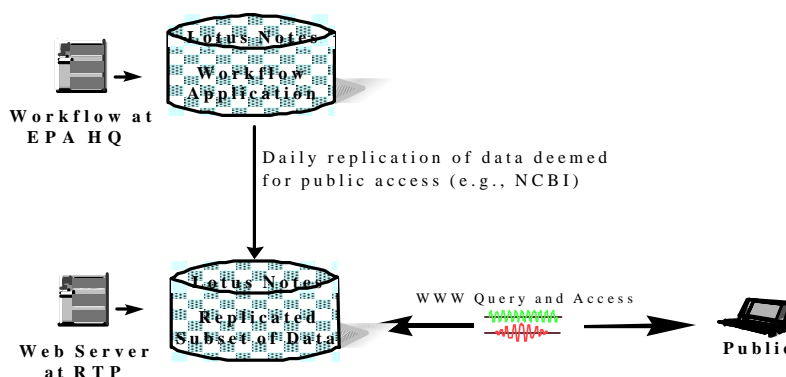 Lotus Notes
Workflow
Application
Workflow at
EPA HQ
Daily replication of data deemed
for public access (e.g., NCBI)
Lotus Notes
Replicated
Subset of Data
WWW Query and Access
Web Server
at RTP
Public